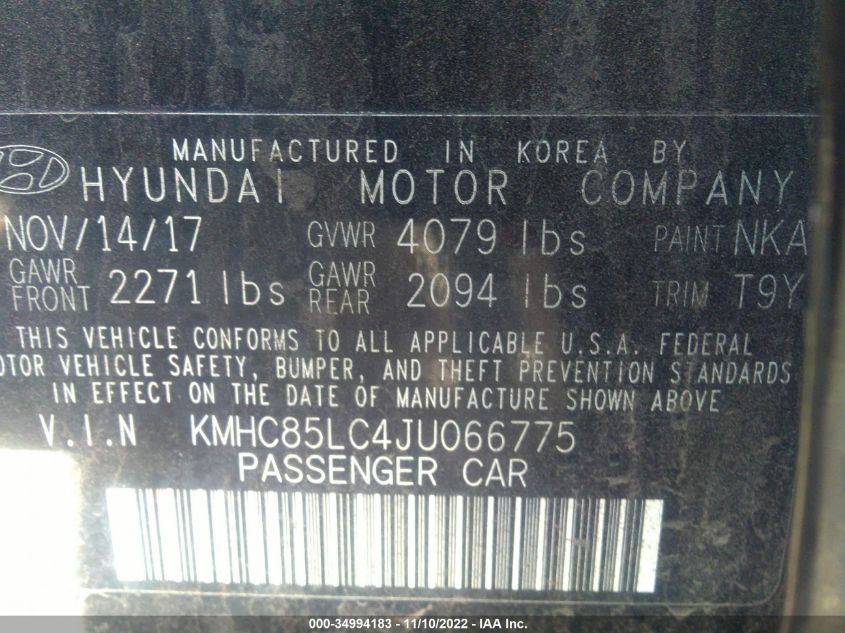 MANUFACTURED IN KOREA BY
HYUNDAI MOTOR COMPANY
NOV/14/17 GVWR 4079 lbs PAINT NKA
GAWR FRONT 2271 lbs GAWR REAR 2094 lbs TRIM T9Y
THIS VEHICLE CONFORMS TO ALL APPLICABLE U.S.A. FEDERAL
OTOR VEHICLE SAFETY, BUMPER, AND THEFT PREVENTION STANDARDS
IN EFFECT ON THE DATE OF MANUFACTURE SHOWN ABOVE
V.I.N KMHC85LC4JU066775
PASSENGER CAR
000-34994183 - 11/10/2022 - IAA Inc.